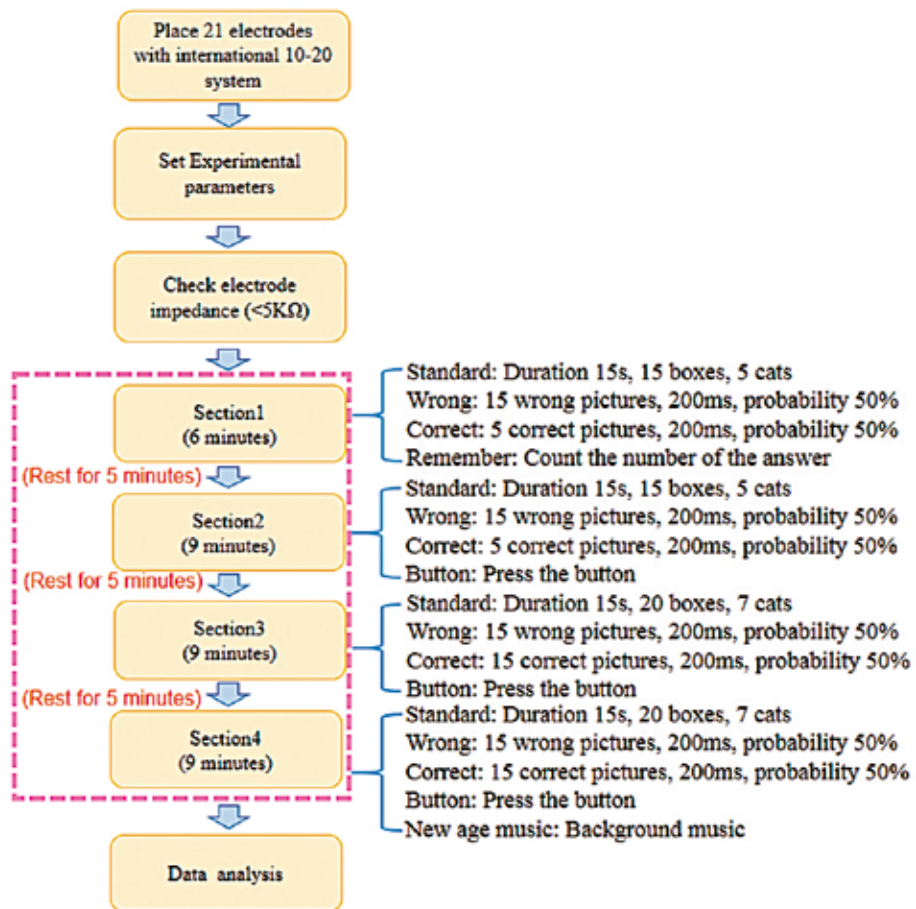 Place 21 electrodes
with international 10-20
system
Set Experimental
parameters
Check electrode
impedance (<5KΩ)
Section1
(6 minutes)
Standard: Duration 15s, 15 boxes, 5 cats
Wrong: 15 wrong pictures, 200ms, probability 50%
Correct: 5 correct pictures, 200ms, probability 50%
Remember: Count the number of the answer
(Rest for 5 minutes)
Section2
(9 minutes)
Standard: Duration 15s, 15 boxes, 5 cats
Wrong: 15 wrong pictures, 200ms, probability 50%
Correct: 5 correct pictures, 200ms, probability 50%
Button: Press the button
(Rest for 5 minutes)
Section3
(9 minutes)
Standard: Duration 15s, 20 boxes, 7 cats
Wrong: 15 wrong pictures, 200ms, probability 50%
Correct: 15 correct pictures, 200ms, probability 50%
Button: Press the button
(Rest for 5 minutes)
Section4
(9 minutes)
Standard: Duration 15s, 20 boxes, 7 cats
Wrong: 15 wrong pictures, 200ms, probability 50%
Correct: 15 correct pictures, 200ms, probability 50%
Button: Press the button
New age music: Background music
Data analysis